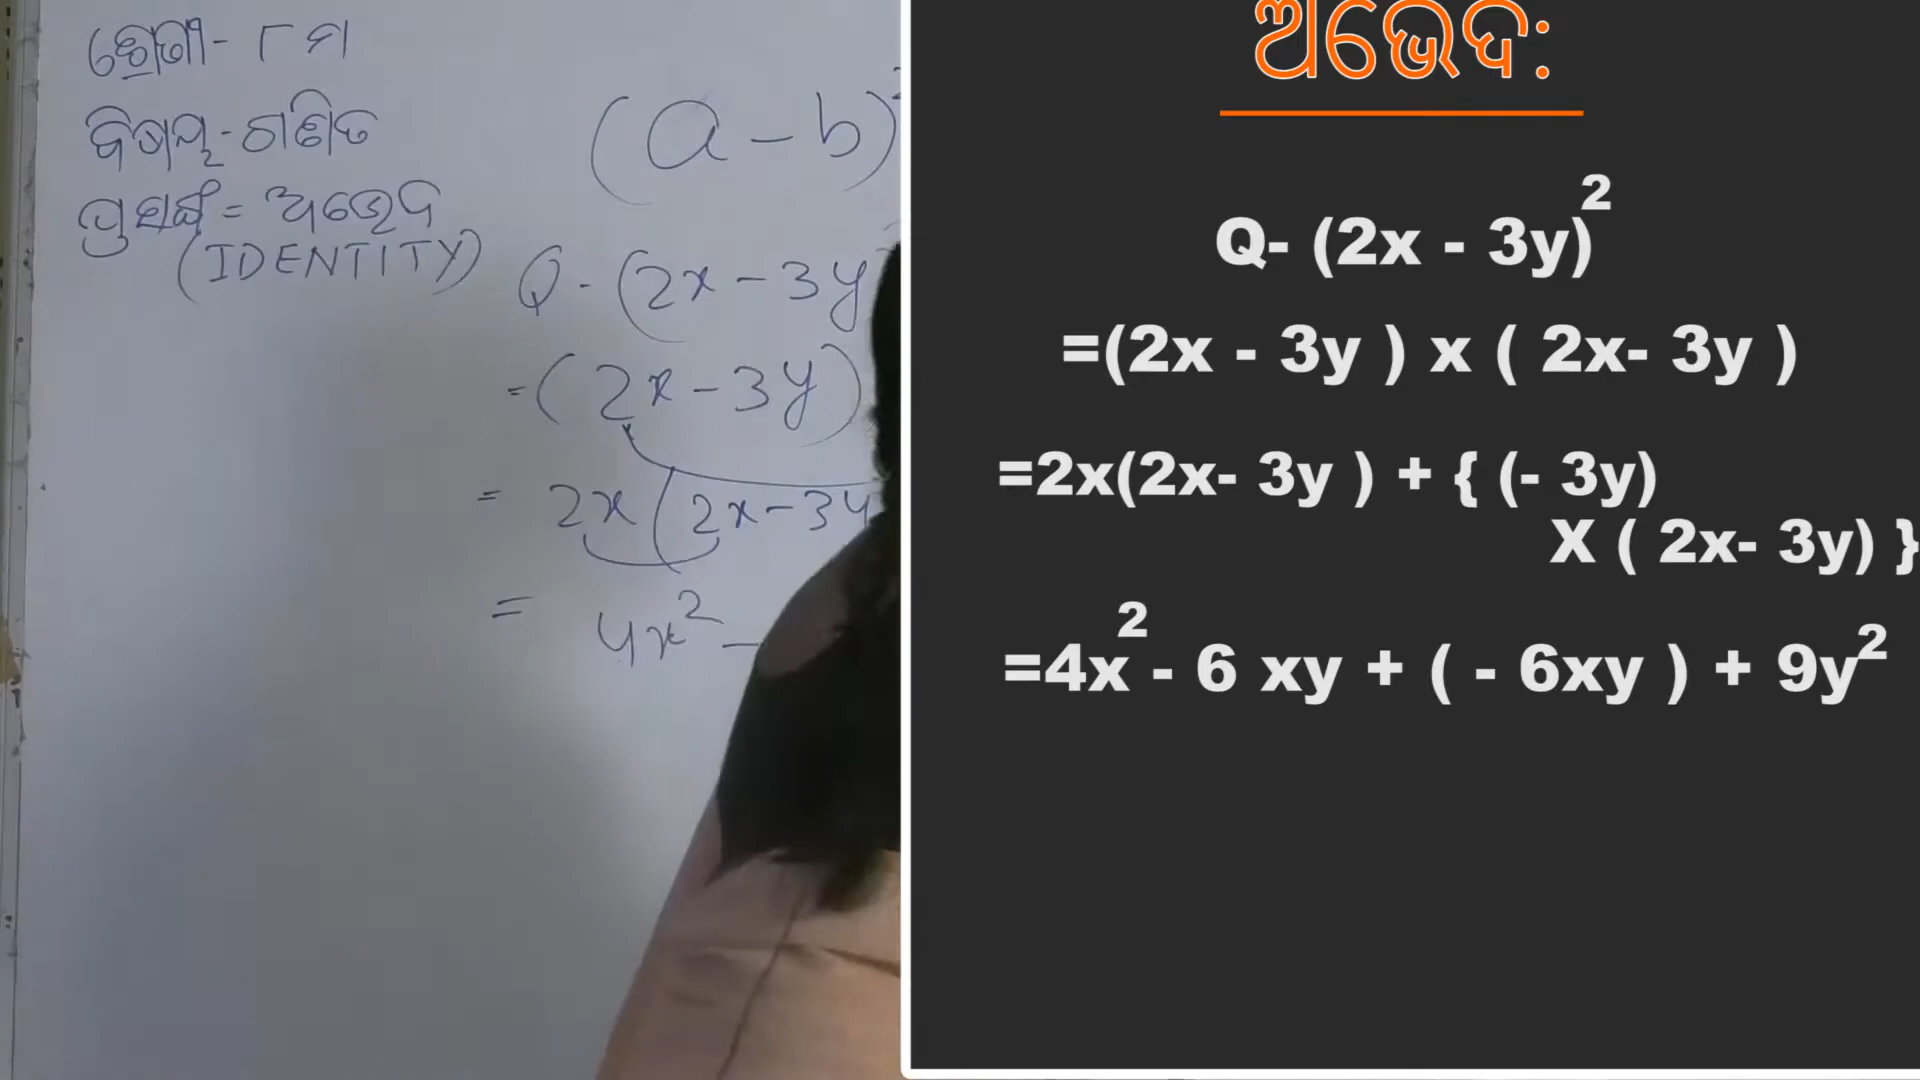 ଶ୍ରେଣୀ - ୮ମ
ବିଷୟ - ଗଣିତ
ପ୍ରସଙ୍ଗ = ଅଭେଦ
(IDENTITY)
(a - b)
Q - (2x - 3y
= (2x - 3y)
= 2x(2x - 3y
= 4x² -
ଅଭେଦ:
Q- (2x - 3y)²
=(2x - 3y ) x ( 2x- 3y )
=2x(2x- 3y ) + { (- 3y)
X ( 2x- 3y) }
=4x² - 6 xy + ( - 6xy ) + 9y²